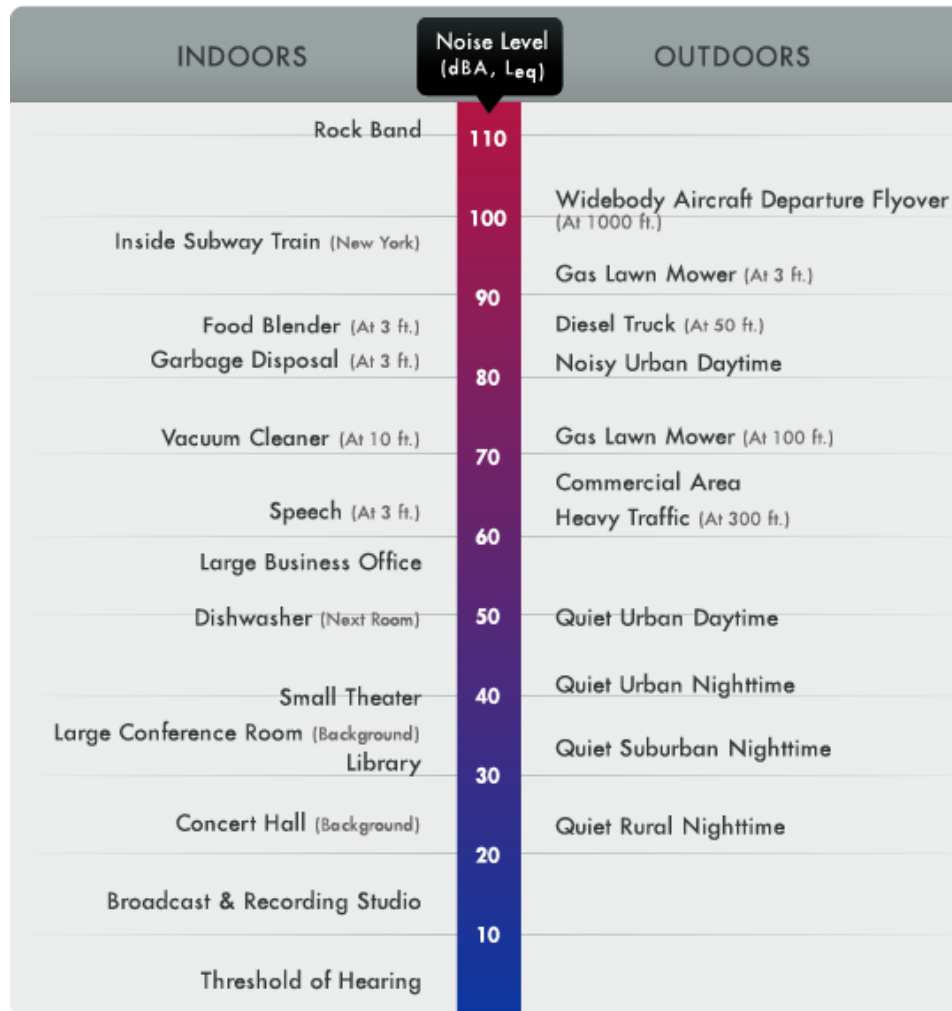 INDOORS
Noise Level
(dBA, Leq)
OUTDOORS
Rock Band
110
Widebody Aircraft Departure Flyover
(At 1000 ft.)
100
Inside Subway Train (New York)
Gas Lawn Mower (At 3 ft.)
90
Food Blender (At 3 ft.)
Diesel Truck (At 50 ft.)
Garbage Disposal (At 3 ft.)
Noisy Urban Daytime
80
Vacuum Cleaner (At 10 ft.)
Gas Lawn Mower (At 100 ft.)
70
Commercial Area
Speech (At 3 ft.)
Heavy Traffic (At 300 ft.)
60
Large Business Office
Dishwasher (Next Room)
50
Quiet Urban Daytime
Quiet Urban Nighttime
Small Theater
40
Large Conference Room (Background)
Quiet Suburban Nighttime
Library
30
Concert Hall (Background)
Quiet Rural Nighttime
20
Broadcast & Recording Studio
10
Threshold of Hearing